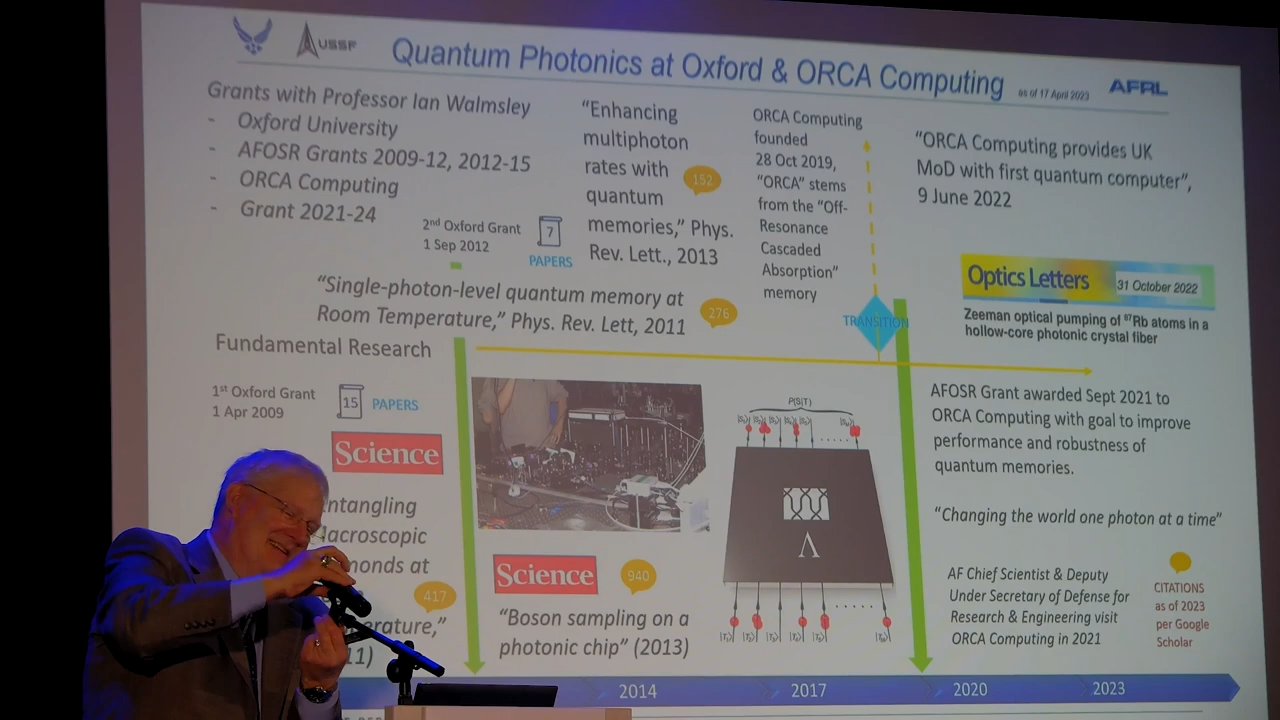 USSF
Quantum Photonics at Oxford & ORCA Computing
as of 17 April 2023
AFRL
Grants with Professor Ian Walmsley
- Oxford University
- AFOSR Grants 2009-12, 2012-15
- ORCA Computing
- Grant 2021-24
2nd Oxford Grant
1 Sep 2012
7
PAPERS
"Enhancing
multiphoton
rates with
quantum
memories," Phys.
Rev. Lett., 2013
152
ORCA Computing
founded
28 Oct 2019,
"ORCA" stems
from the "Off-
Resonance
Cascaded
Absorption"
memory
"ORCA Computing provides UK
MoD with first quantum computer",
9 June 2022
"Single-photon-level quantum memory at
Room Temperature," Phys. Rev. Lett, 2011
276
TRANSITION
Optics Letters
31 October 2022
Zeeman optical pumping of 87Rb atoms in a
hollow-core photonic crystal fiber
Fundamental Research
1st Oxford Grant
1 Apr 2009
15
PAPERS
Science
ntangling
acroscopic
monds at
417
erature,"
11)
Science
940
"Boson sampling on a
photonic chip" (2013)
P(S|T)
Λ
AFOSR Grant awarded Sept 2021 to
ORCA Computing with goal to improve
performance and robustness of
quantum memories.
"Changing the world one photon at a time"
AF Chief Scientist & Deputy
Under Secretary of Defense for
Research & Engineering visit
ORCA Computing in 2021
CITATIONS
as of 2023
per Google
Scholar
2014
2017
2020
2023